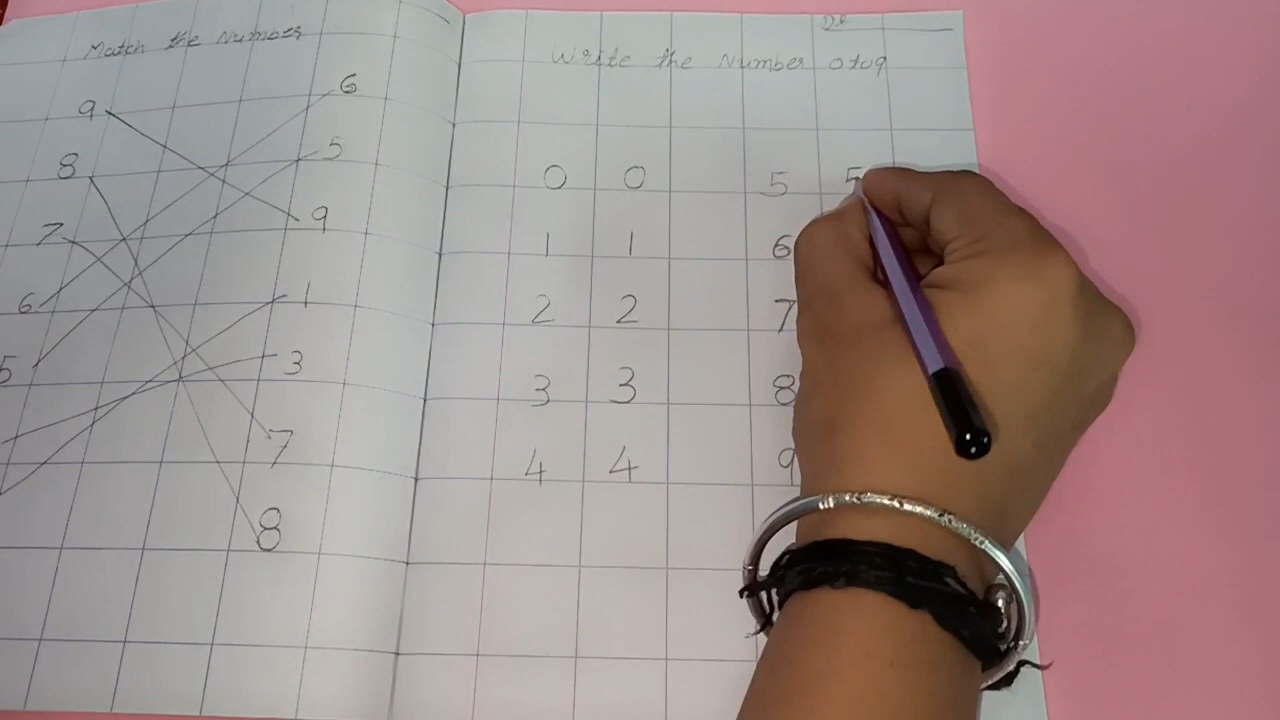 Match the Number
9 6
8 5
7 9
6 1
5 3
7
8
Write the Number 0 to 9
0 0 5 5
1 1 6
2 2 7
3 3 8
4 4 9